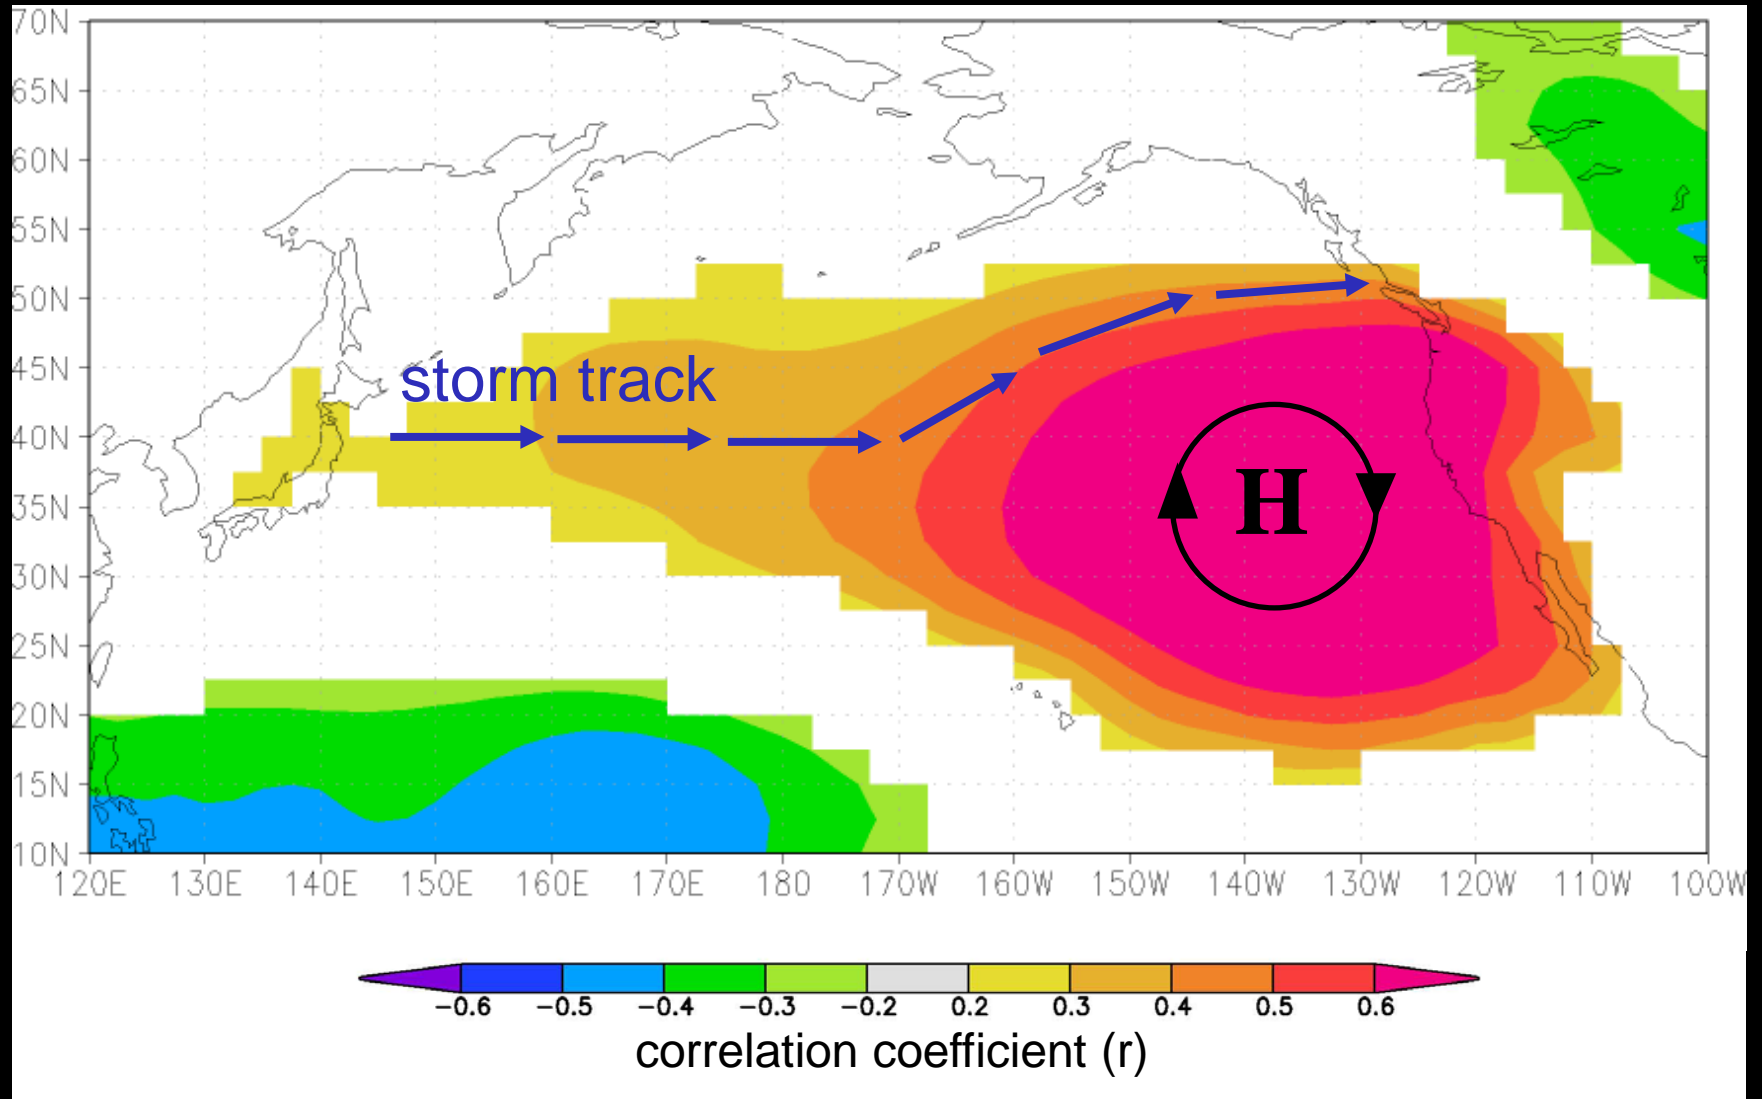 70N
65N
60N
55N
50N
45N
storm track
40N
H
35N
30N
25N
20N
15N
10N
120E 130E 140E 150E 160E 170E 180 170W 160W 150W 140W 130W 120W 110W 100W
−0.6 −0.5 −0.4 −0.3 −0.2 0.2 0.3 0.4 0.5 0.6
correlation coefficient (r)